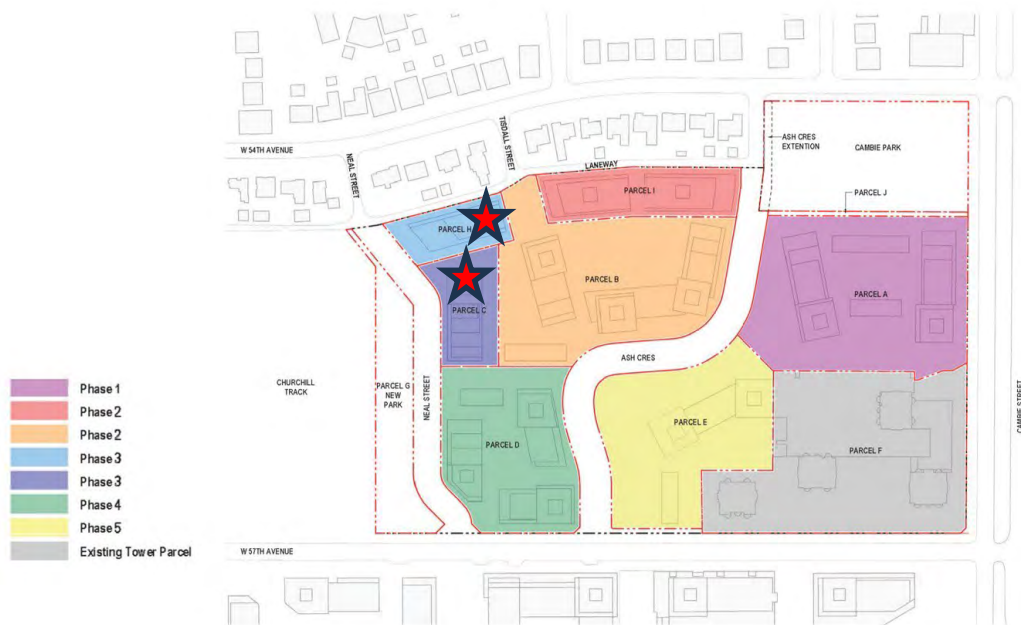 TISDALL STREET
W 54TH AVENUE
NEAL STREET
LANEWAY
ASH CRES
EXTENTION
CAMBIE PARK
PARCEL I
PARCEL J
PARCEL H
PARCEL B
PARCEL A
PARCEL C
ASH CRES
CHURCHILL
TRACK
PARCEL G
NEW
PARK
NEAL STREET
CAMBIE STREET
PARCEL E
PARCEL D
PARCEL F
W 57TH AVENUE
Phase 1
Phase 2
Phase 2
Phase 3
Phase 3
Phase 4
Phase 5
Existing Tower Parcel